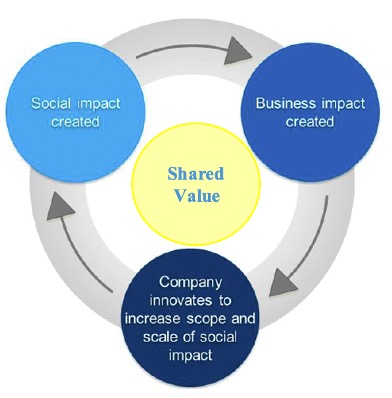 Social impact
created
Business impact
created
Shared
Value
Company
innovates to
increase scope and
scale of social
impact